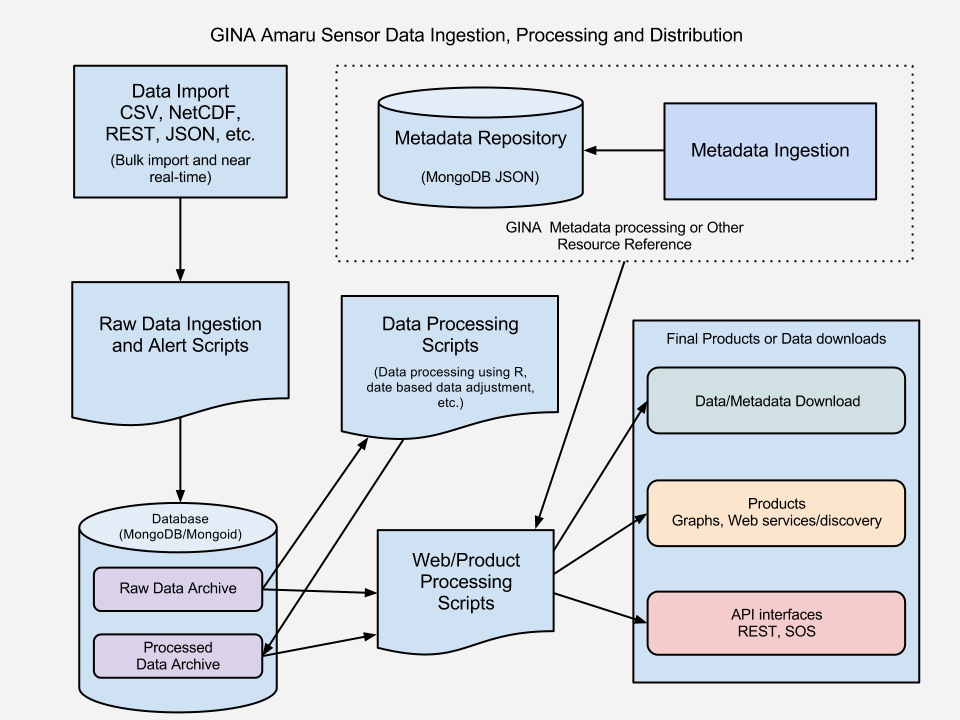 GINA Amaru Sensor Data Ingestion, Processing and Distribution
Data Import
CSV, NetCDF,
REST, JSON, etc.
(Bulk import and near
real-time)
Metadata Repository
(MongoDB JSON)
Metadata Ingestion
GINA  Metadata processing or Other
Resource Reference
Raw Data Ingestion
and Alert Scripts
Data Processing
Scripts
(Data processing using R,
date based data adjustment,
etc.)
Final Products or Data downloads
Data/Metadata Download
Products
Graphs, Web services/discovery
API interfaces
REST, SOS
Database
(MongoDB/Mongoid)
Raw Data Archive
Processed
Data Archive
Web/Product
Processing
Scripts